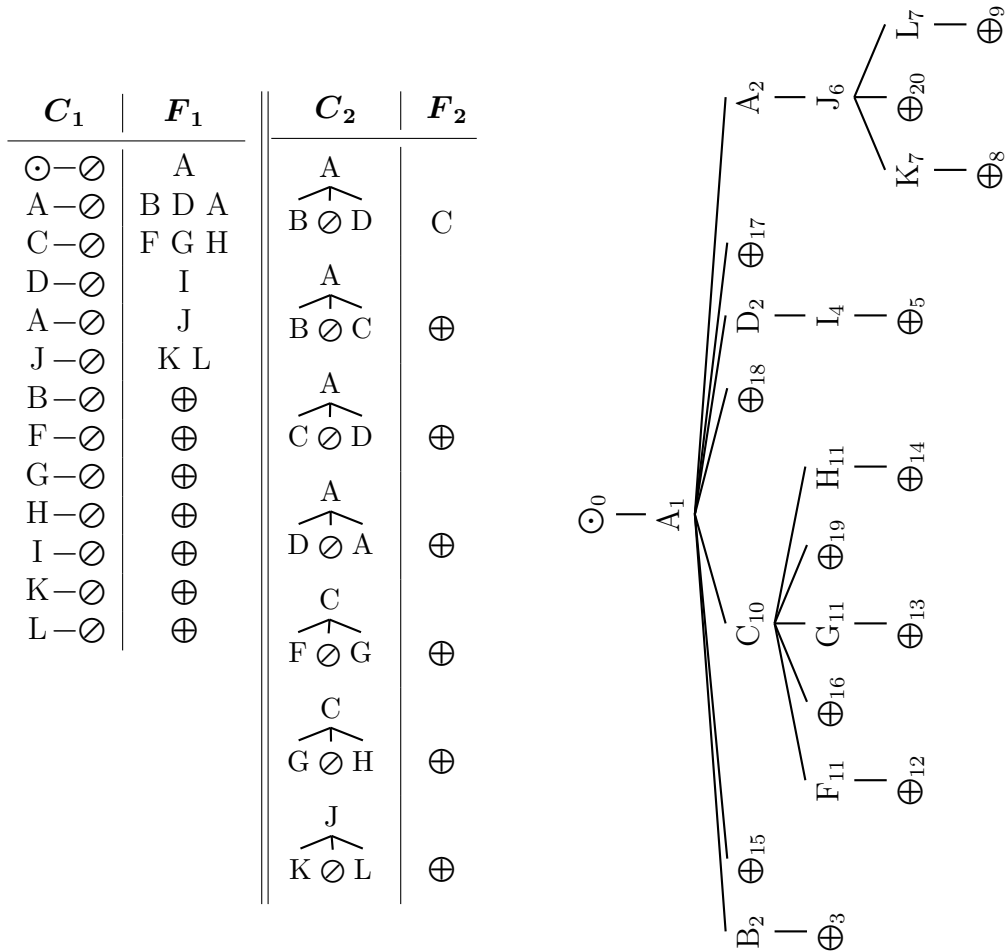 C₁ F₁ C₂ F₂
⊙–⊘ A
A–⊘ B D A
C–⊘ F G H
D–⊘ I
A–⊘ J
J–⊘ K L
B–⊘ ⊕
F–⊘ ⊕
G–⊘ ⊕
H–⊘ ⊕
I–⊘ ⊕
K–⊘ ⊕
L–⊘ ⊕
A
B ⊘ D C
A
B ⊘ C ⊕
A
C ⊘ D ⊕
A
D ⊘ A ⊕
C
F ⊘ G ⊕
C
G ⊘ H ⊕
J
K ⊘ L ⊕
⊙₀
A₁
B₂ ⊕₁₅ C₁₀ ⊕₁₈ D₂ ⊕₁₇ A₂
⊕₃ F₁₁ ⊕₁₆ G₁₁ ⊕₁₉ H₁₁ I₄ J₆
⊕₁₂ ⊕₁₃ ⊕₁₄ ⊕₅ K₇ ⊕₂₀ L₇
⊕₈ ⊕₉